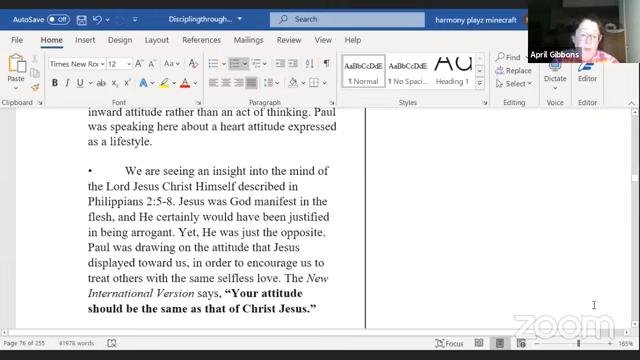 AutoSave Off
Disciplingthrough...
Search
harmony playz minecraft
File Home Insert Draw Design Layout References Mailings Review View Help
Times New Ro 12
Paste
AaBbCcDdE
¶ Normal
AaBbCcDdE
¶ No Spaci...
Heading 1
Find
Replace
Select
Editor
Clipboard
Font
Paragraph
Styles
Editing
Editor
April Gibbons
inward attitude rather than an act of thinking. Paul
was speaking here about a heart attitude expressed
as a lifestyle.
• We are seeing an insight into the mind of
the Lord Jesus Christ Himself described in
Philippians 2:5-8. Jesus was God manifest in the
flesh, and He certainly would have been justified
in being arrogant. Yet, He was just the opposite.
Paul was drawing on the attitude that Jesus
displayed toward us, in order to encourage us to
treat others with the same selfless love. The New
International Version says, “Your attitude
should be the same as that of Christ Jesus.”
zoom
Page 76 of 255 41978 words
Focus
165%